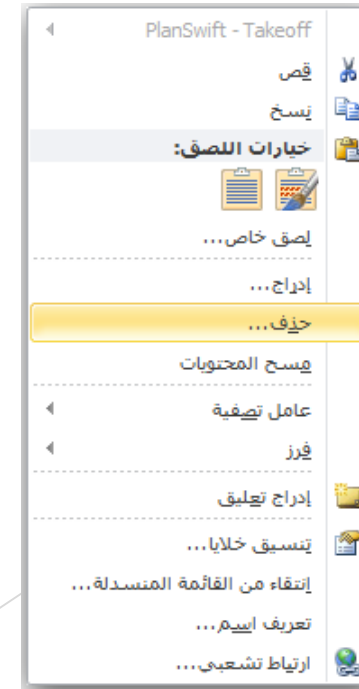 PlanSwift - Takeoff
قص
نسخ
خيارات اللصق:
لصق خاص...
إدراج...
حذف...
مسح المحتويات
عامل تصفية
فرز
إدراج تعليق
تنسيق خلايا...
إنتقاء من القائمة المنسدلة...
تعريف اسم...
ارتباط تشعبي...